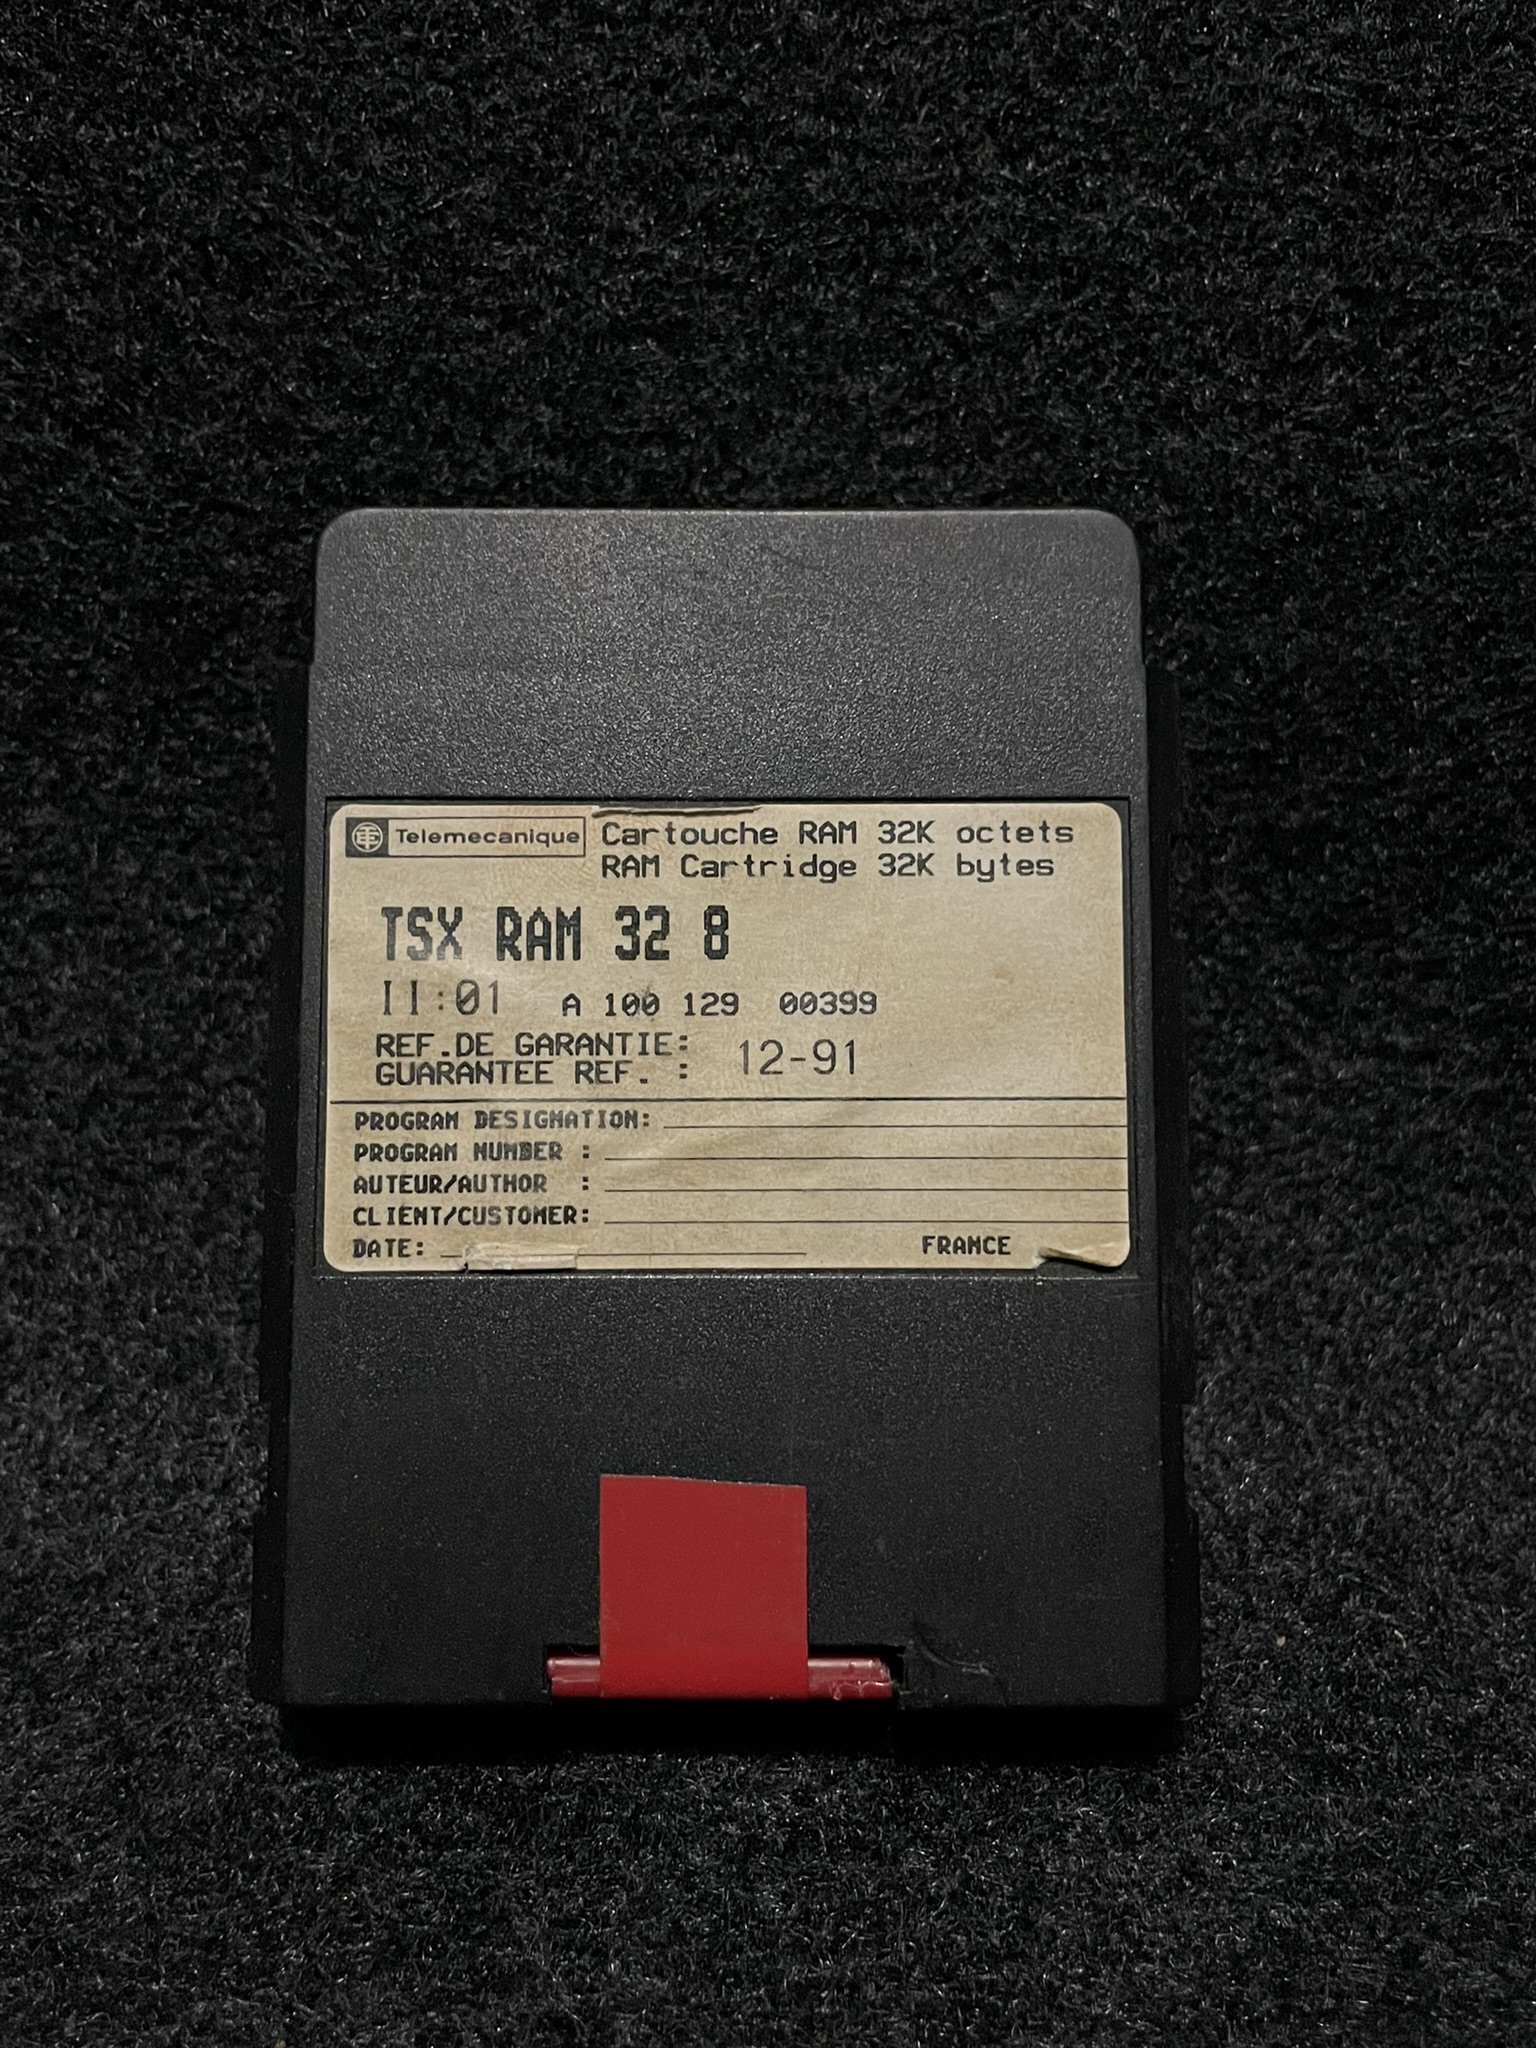 Telemecanique Cartouche RAM 32K octets
RAM Cartridge 32K bytes
TSX RAM 32 8
II:01 A 100 129 00399
REF.DE GARANTIE:
GUARANTEE REF. : 12-91
PROGRAM DESIGNATION:
PROGRAM NUMBER :
AUTEUR/AUTHOR :
CLIENT/CUSTOMER:
DATE: FRANCE